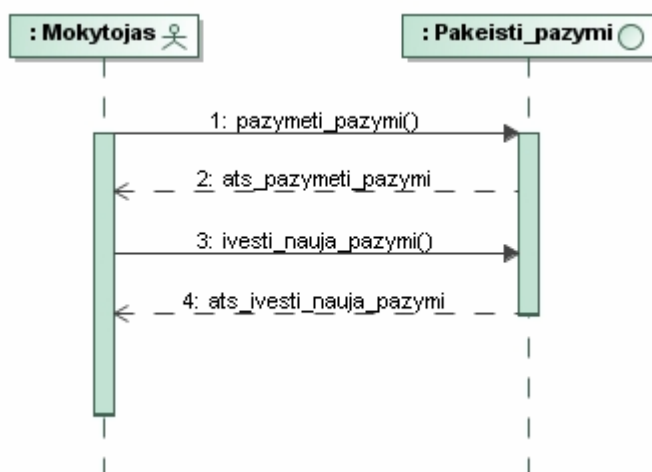 : Mokytojas
: Pakeisti_pazymi
1: pazymeti_pazymi()
2: ats_pazymeti_pazymi
3: ivesti_nauja_pazymi()
4: ats_ivesti_nauja_pazymi